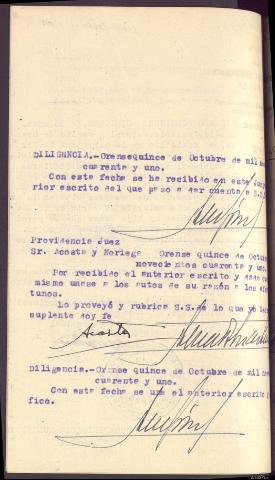 DILIGENCIA.-Orensequince de Octubre de mil
cuarenta y uno.
Con esta fecha se ha recibido en este
rior escrito del que paso a dar cuenta a S.S.
Providencia Juez
Sr. Acosta y Noriega Orense quince de Octu
novecientos cuarenta y uno.
Por recibido el anterior escrito y
mismo unase a los autos de su razón a los
tunos.
Lo proveyó y rubrica S.S. de lo que yo
suplente doy fe
Acosta
Diligencia.-Orense quince de Octubre de mil
cuarenta y uno.
Con esta fecha se une el anterior escrito
fico.